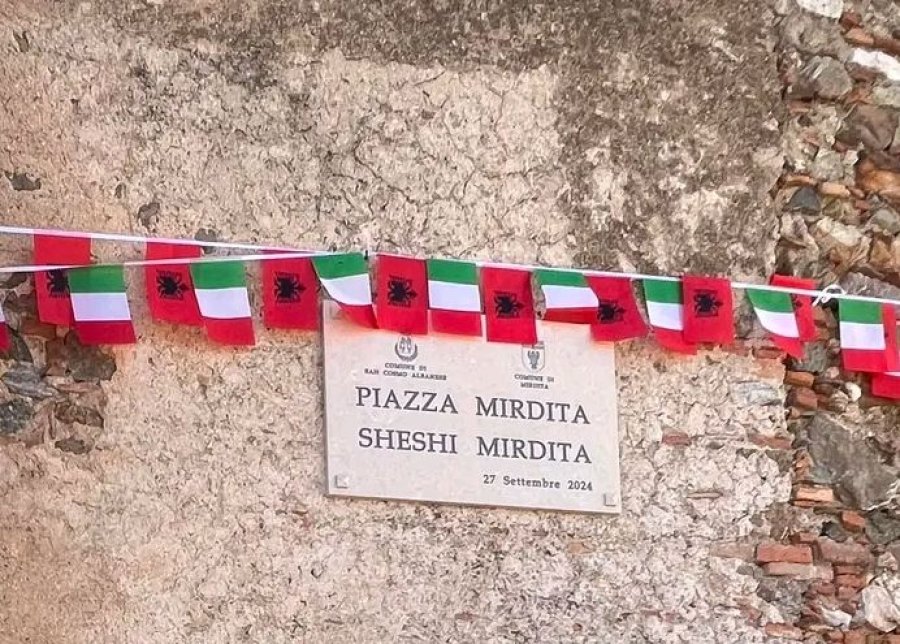 COMUNE DI
SAN COSMO ALBANESE
COMUNE DI
MIRDITA
PIAZZA MIRDITA
SHESHI MIRDITA
27 Settembre 2024